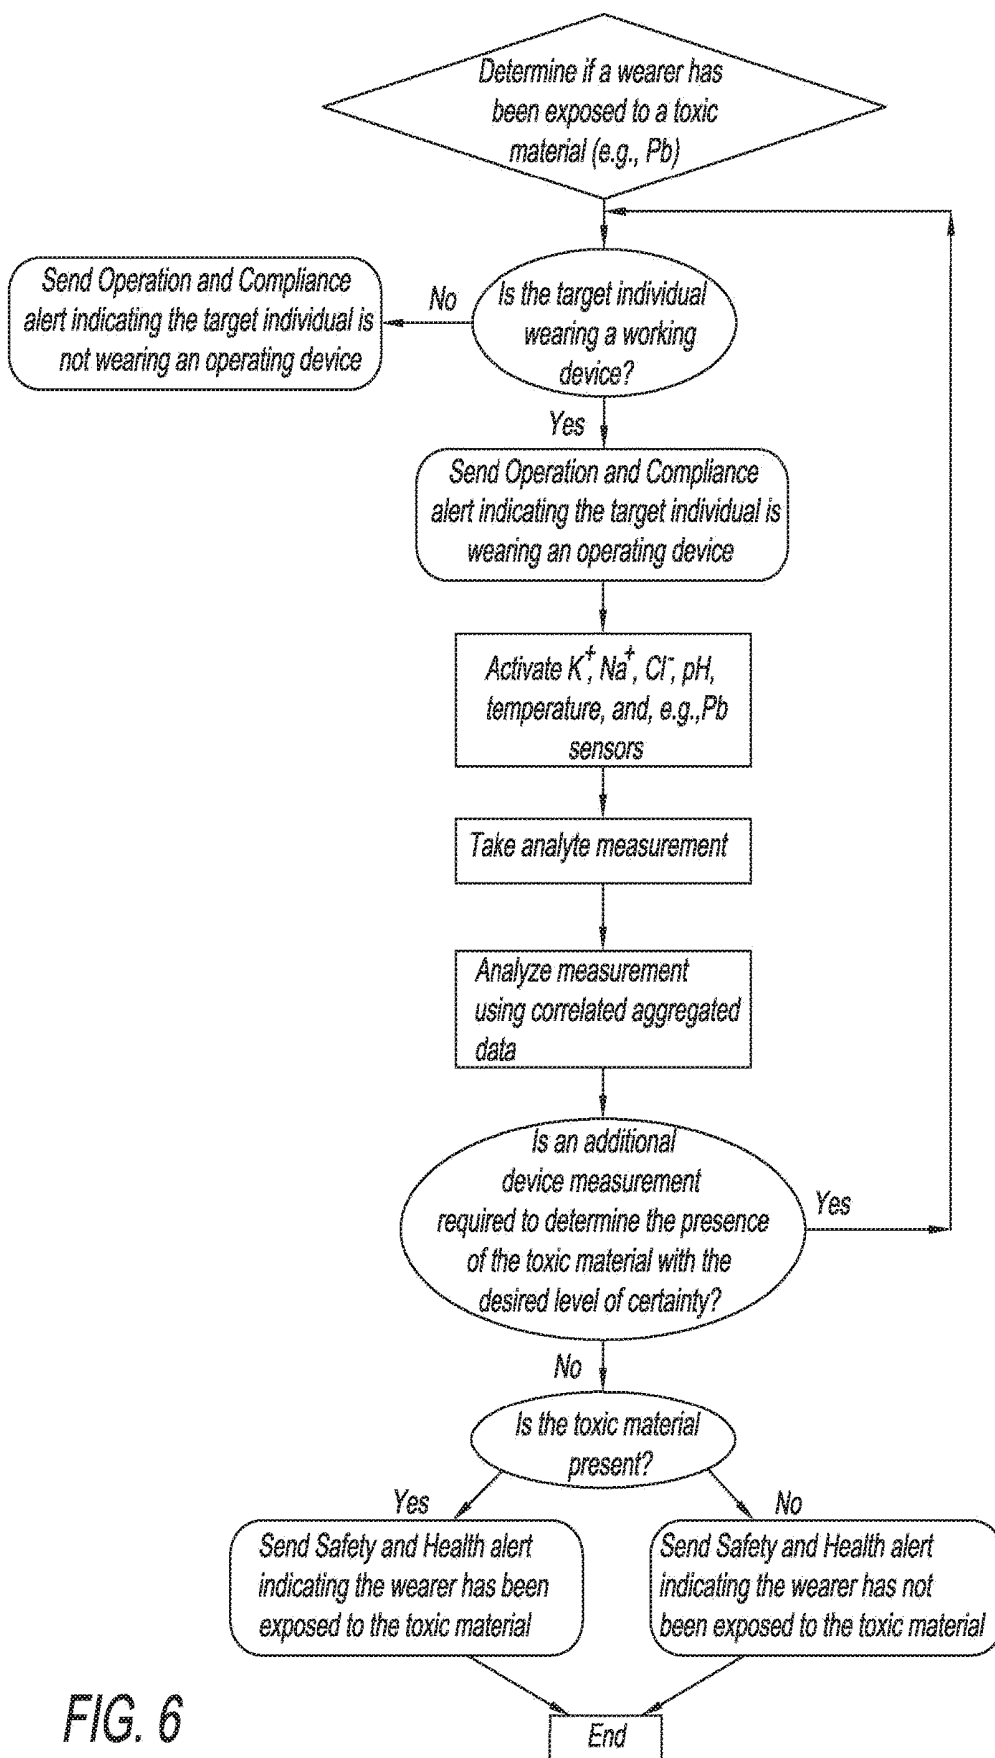 Determine if a wearer has
been exposed to a toxic
material (e.g., Pb)
Send Operation and Compliance
alert indicating the target individual is
not wearing an operating device
No
Is the target individual
wearing a working
device?
Yes
Send Operation and Compliance
alert indicating the target individual is
wearing an operating device
Activate K⁺, Na⁺, Cl⁻, pH,
temperature, and, e.g.,Pb
sensors
Take analyte measurement
Analyze measurement
using correlated aggregated
data
Is an additional
device measurement
required to determine the presence
of the toxic material with the
desired level of certainty?
Yes
No
Is the toxic material
present?
Yes
No
Send Safety and Health alert
indicating the wearer has been
exposed to the toxic material
Send Safety and Health alert
indicating the wearer has not
been exposed to the toxic material
End
FIG. 6